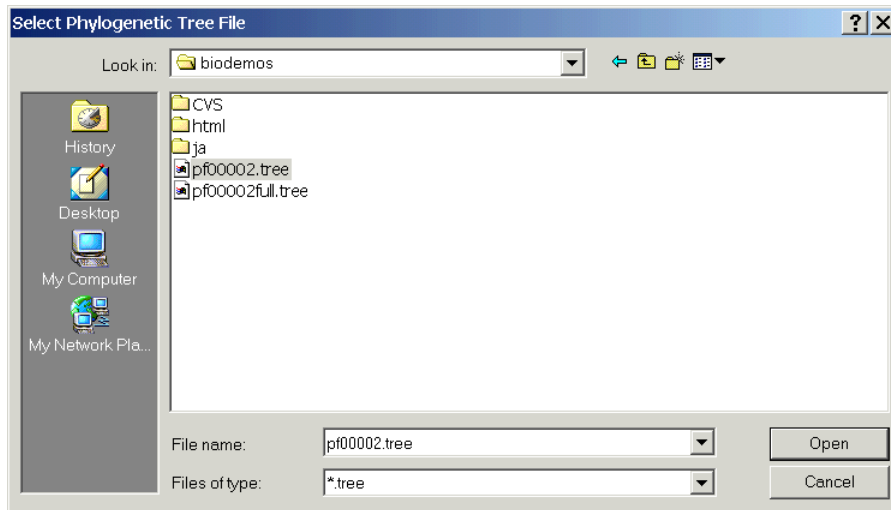 Select Phylogenetic Tree File
Look in: biodemos
History
Desktop
My Computer
My Network Pla...
CVS
html
ja
pf00002.tree
pf00002full.tree
File name: pf00002.tree Open
Files of type: *.tree Cancel